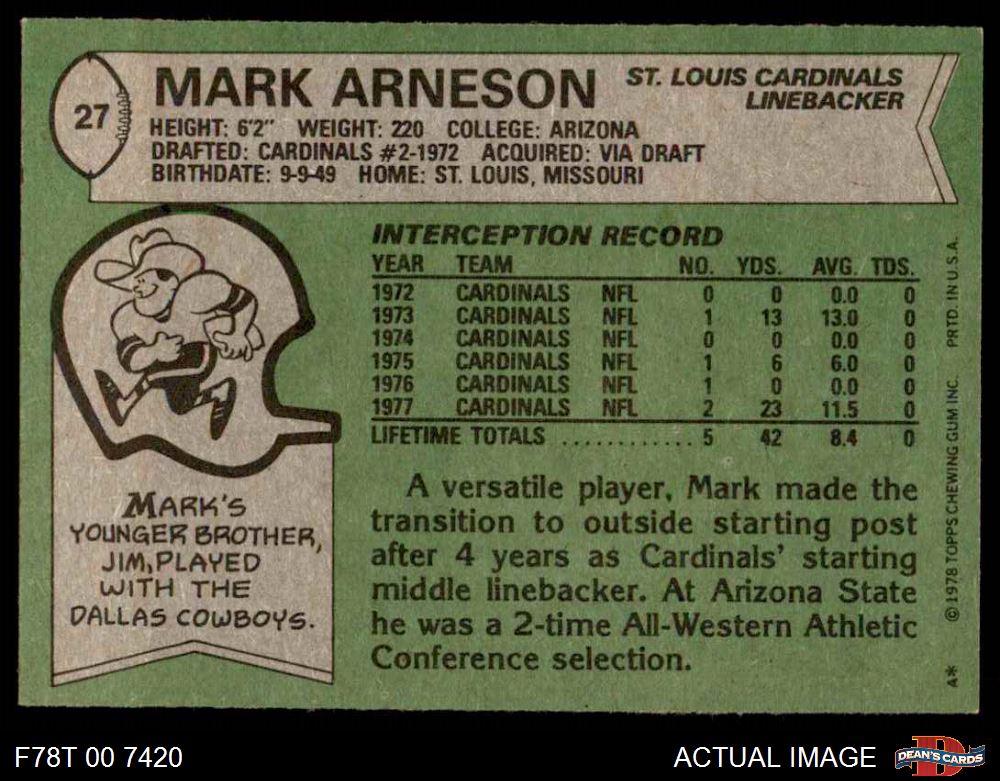 27
MARK ARNESON
ST. LOUIS CARDINALS
LINEBACKER
HEIGHT: 6'2" WEIGHT: 220 COLLEGE: ARIZONA
DRAFTED: CARDINALS #2-1972 ACQUIRED: VIA DRAFT
BIRTHDATE: 9-9-49 HOME: ST. LOUIS, MISSOURI
INTERCEPTION RECORD
YEAR TEAM NO. YDS. AVG. TDS.
1972 CARDINALS NFL 0 0 0.0 0
1973 CARDINALS NFL 1 13 13.0 0
1974 CARDINALS NFL 0 0 0.0 0
1975 CARDINALS NFL 1 6 6.0 0
1976 CARDINALS NFL 1 0 0.0 0
1977 CARDINALS NFL 2 23 11.5 0
LIFETIME TOTALS ............ 5 42 8.4 0
MARK'S
YOUNGER BROTHER,
JIM, PLAYED
WITH THE
DALLAS COWBOYS.
A versatile player, Mark made the
transition to outside starting post
after 4 years as Cardinals' starting
middle linebacker. At Arizona State
he was a 2-time All-Western Athletic
Conference selection.
A* ©1978 TOPPS CHEWING GUM INC. PRTD. IN U.S.A.
F78T 00 7420
ACTUAL IMAGE
D
DEAN'S CARDS